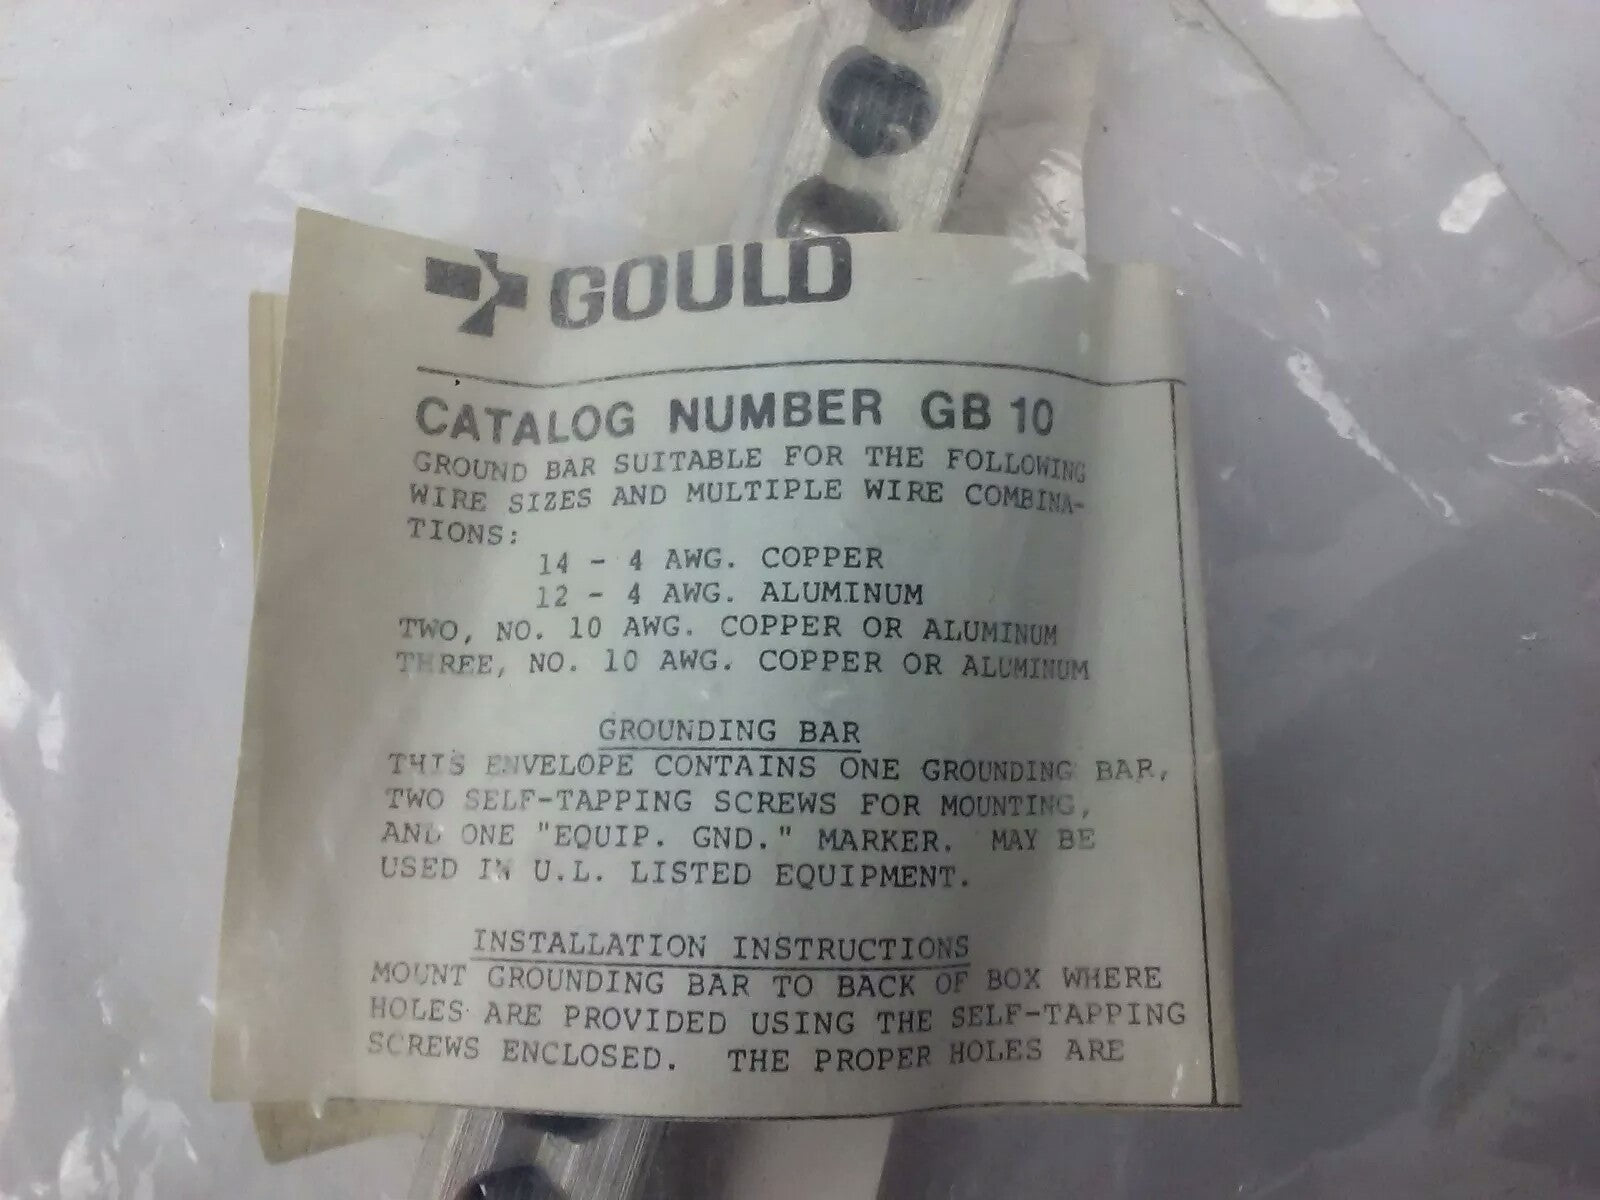 GOULD
CATALOG NUMBER GB 10
GROUND BAR SUITABLE FOR THE FOLLOWING
WIRE SIZES AND MULTIPLE WIRE COMBINA-
TIONS:
14 - 4 AWG. COPPER
12 - 4 AWG. ALUMINUM
TWO, NO. 10 AWG. COPPER OR ALUMINUM
THREE, NO. 10 AWG. COPPER OR ALUMINUM
GROUNDING BAR
THIS ENVELOPE CONTAINS ONE GROUNDING BAR,
TWO SELF-TAPPING SCREWS FOR MOUNTING,
AND ONE "EQUIP. GND." MARKER. MAY BE
USED IN U.L. LISTED EQUIPMENT.
INSTALLATION INSTRUCTIONS
MOUNT GROUNDING BAR TO BACK OF BOX WHERE
HOLES ARE PROVIDED USING THE SELF-TAPPING
SCREWS ENCLOSED. THE PROPER HOLES ARE